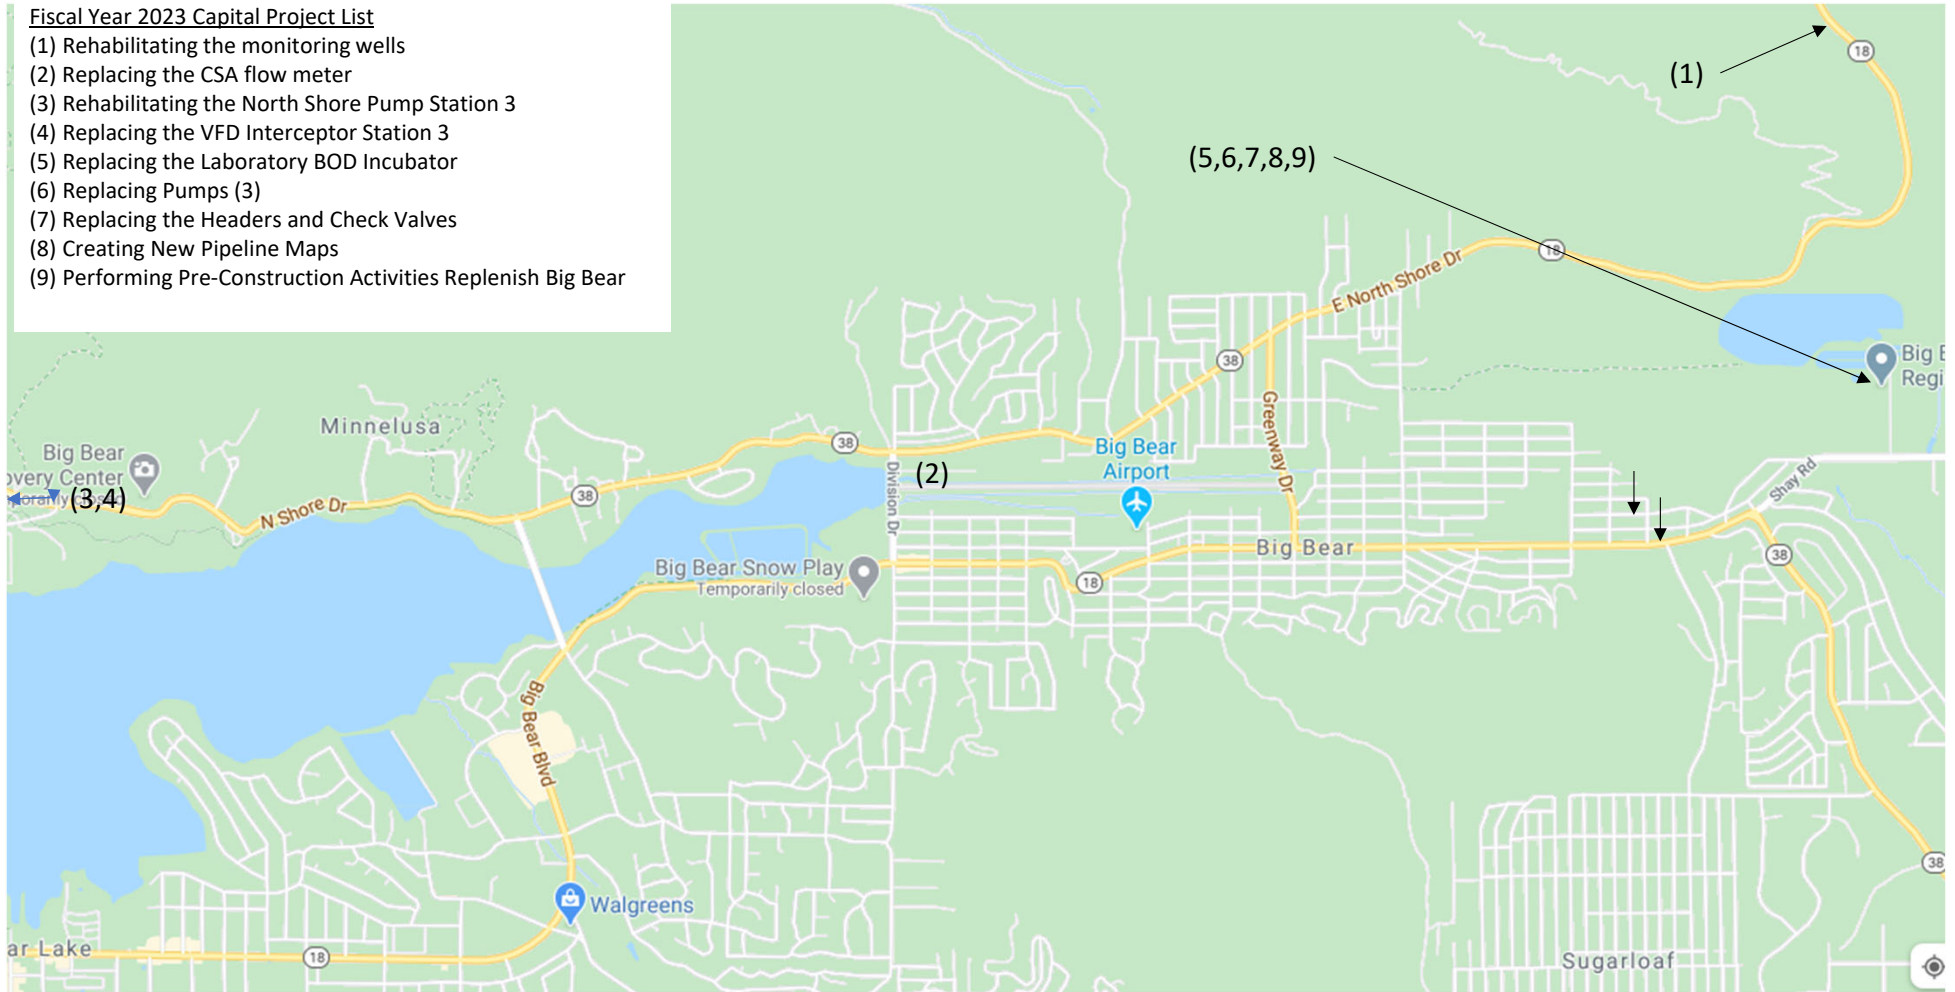 Fiscal Year 2023 Capital Project List
(1) Rehabilitating the monitoring wells
(2) Replacing the CSA flow meter
(3) Rehabilitating the North Shore Pump Station 3
(4) Replacing the VFD Interceptor Station 3
(5) Replacing the Laboratory BOD Incubator
(6) Replacing Pumps (3)
(7) Replacing the Headers and Check Valves
(8) Creating New Pipeline Maps
(9) Performing Pre-Construction Activities Replenish Big Bear
18
(1)
(5,6,7,8,9)
18
E North Shore Dr
38
Big B
Regi
Greenway Dr
Minnelusa
38
Big Bear
Airport
Big Bear
overy Center
(3,4)
38
N Shore Dr
Division Dr
(2)
Shay Rd
Big Bear
38
Big Bear Snow Play
Temporarily closed
18
Big Bear Blvd
38
Walgreens
ar Lake
18
Sugarloaf